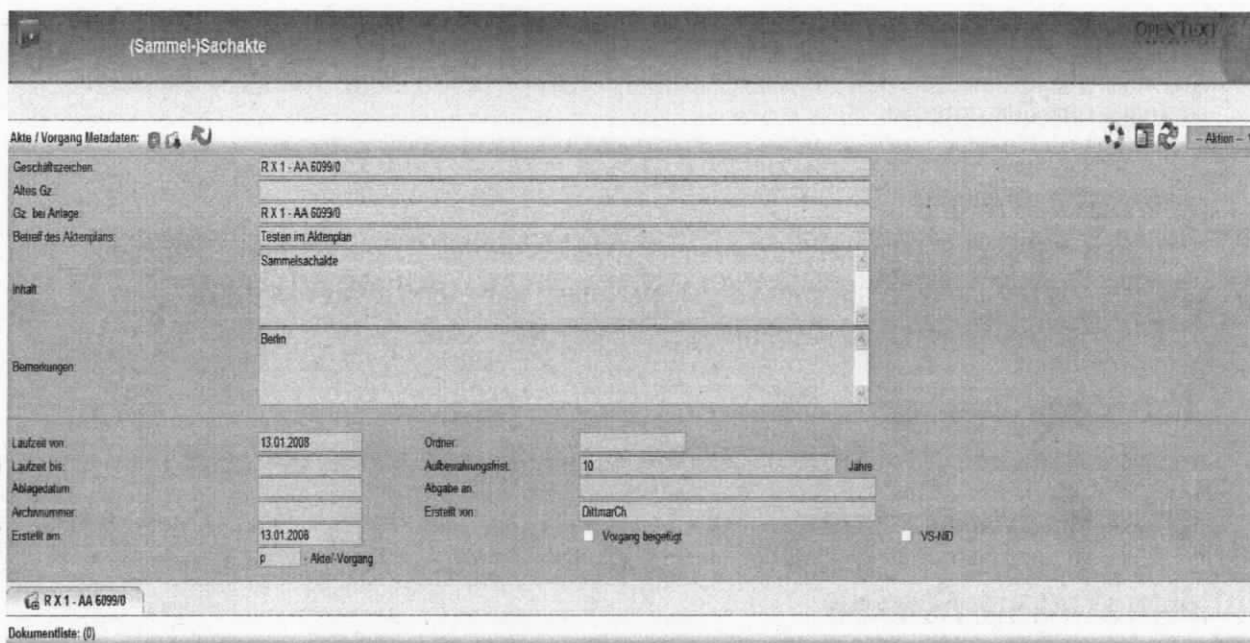 OPEN TEXT
(Sammel-)Sachakte
Akte / Vorgang Metadaten:
-- Aktion --
Geschäftszeichen: R X 1 - AA 6099/0
Altes Gz.
Gz. bei Anlage: R X 1 - AA 6099/0
Betreff des Aktenplans: Testen im Aktenplan
Inhalt: Sammelsachakte
Bemerkungen: Berlin
Laufzeit von: 13.01.2008 Ordner:
Laufzeit bis: Aufbewahrungsfrist: 10 Jahre
Ablagedatum: Abgabe an:
Archivnummer: Erstellt von: DittmarCh
Erstellt am: 13.01.2008 Vorgang beigefügt VS-NfD
p - Akte/-Vorgang
R X 1 - AA 6099/0
Dokumentliste: (0)